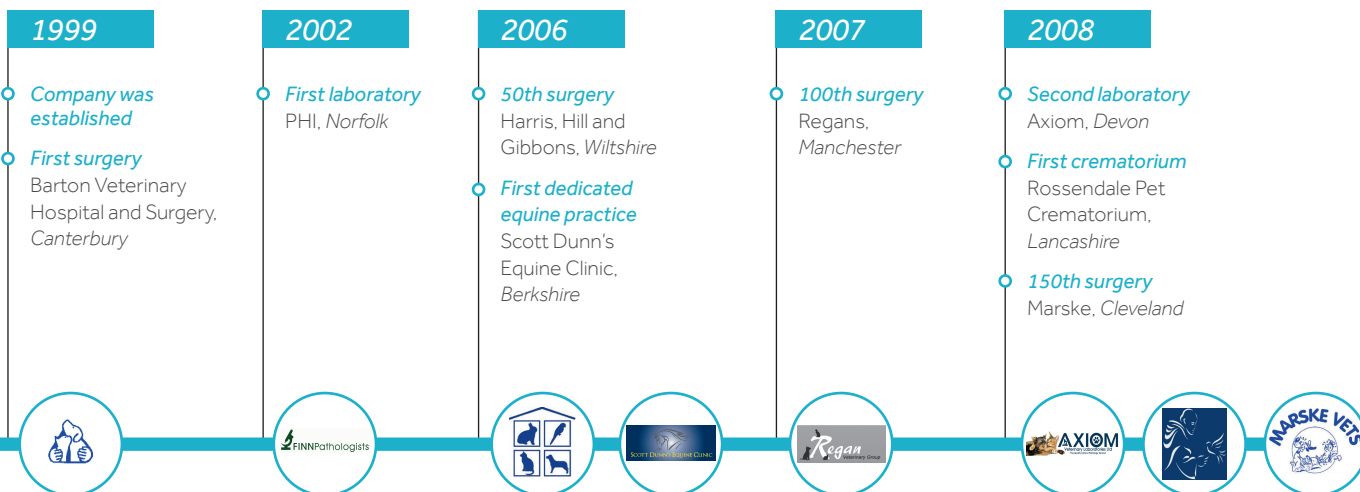 1999
Company was
established
First surgery
Barton Veterinary
Hospital and Surgery,
Canterbury
2002
First laboratory
PHI, Norfolk
2006
50th surgery
Harris, Hill and
Gibbons, Wiltshire
First dedicated
equine practice
Scott Dunn's
Equine Clinic,
Berkshire
2007
100th surgery
Regans,
Manchester
2008
Second laboratory
Axiom, Devon
First crematorium
Rossendale Pet
Crematorium,
Lancashire
150th surgery
Marske, Cleveland
FINNPathologists
SCOTT DUNN'S EQUINE CLINIC
Regan
Veterinary Group
AXIOM
Veterinary Laboratories Ltd
MARSKE VETS